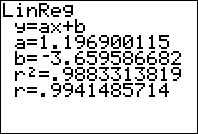 LinReg
y=ax+b
a=1.196900115
b=-3.659586682
r²=.9883313819
r=.9941485714